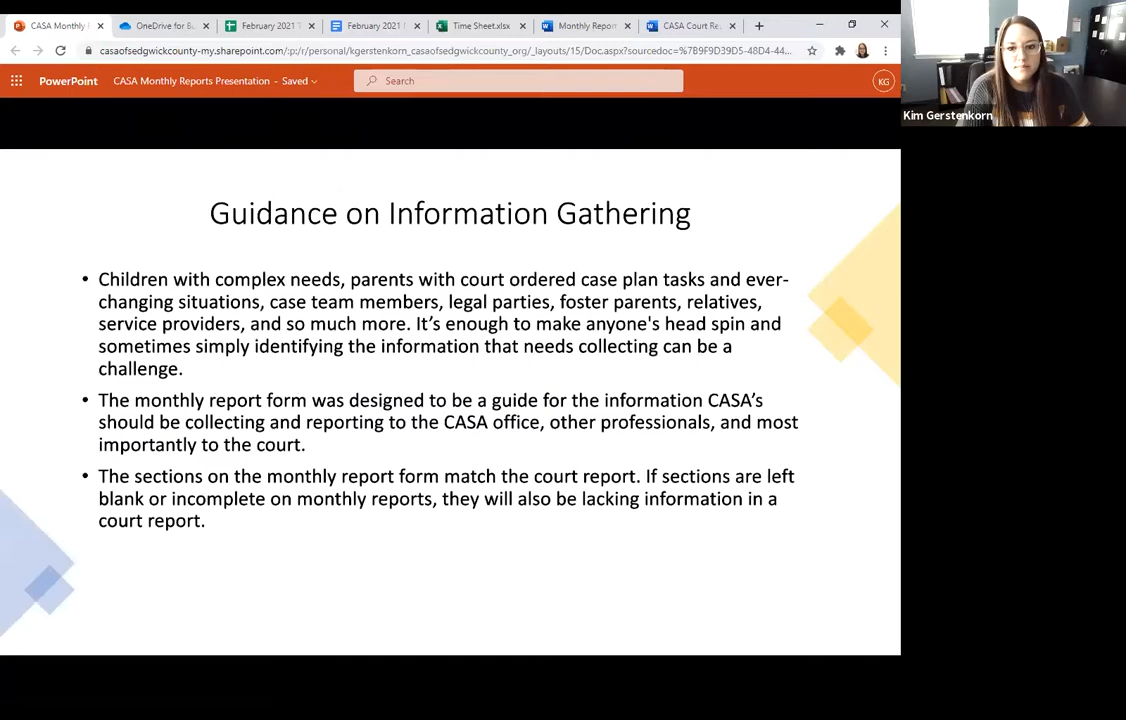 CASA Monthly
OneDrive for Bu
February 2021 T
February 2021
Time Sheet.xlsx
Monthly Report
CASA Court Re
casaofsedgwickcounty-my.sharepoint.com/:p:/r/personal/kgerstenkorn_casaofsedgwickcounty_org/_layouts/15/Doc.aspx?sourcedoc=%7B9F9D39D5-48D4-44...
PowerPoint CASA Monthly Reports Presentation - Saved
Search
KG
Kim Gerstenkorn
Guidance on Information Gathering
• Children with complex needs, parents with court ordered case plan tasks and ever-
changing situations, case team members, legal parties, foster parents, relatives,
service providers, and so much more. It's enough to make anyone's head spin and
sometimes simply identifying the information that needs collecting can be a
challenge.
• The monthly report form was designed to be a guide for the information CASA's
should be collecting and reporting to the CASA office, other professionals, and most
importantly to the court.
• The sections on the monthly report form match the court report. If sections are left
blank or incomplete on monthly reports, they will also be lacking information in a
court report.